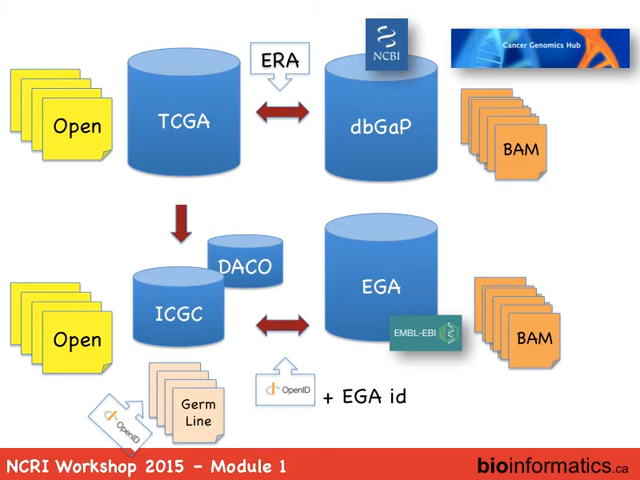 ERA
NCBI
Cancer Genomics Hub
Open
TCGA
dbGaP
BAM
DACO
EGA
ICGC
Open
EMBL-EBI
BAM
OpenID
+ EGA id
Germ
Line
OpenID
NCRI Workshop 2015 – Module 1
bioinformatics.ca